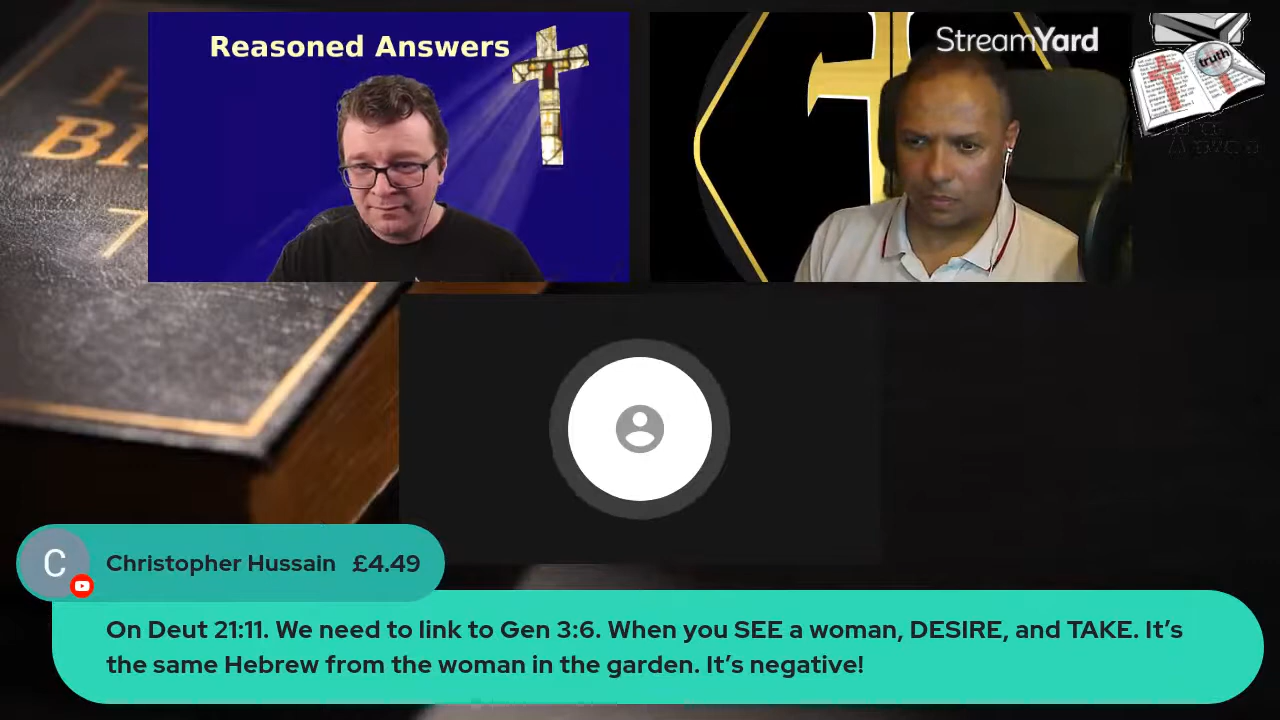 Reasoned Answers
StreamYard
truth
BI
C
Christopher Hussain £4.49
On Deut 21:11. We need to link to Gen 3:6. When you SEE a woman, DESIRE, and TAKE. It’s
the same Hebrew from the woman in the garden. It’s negative!